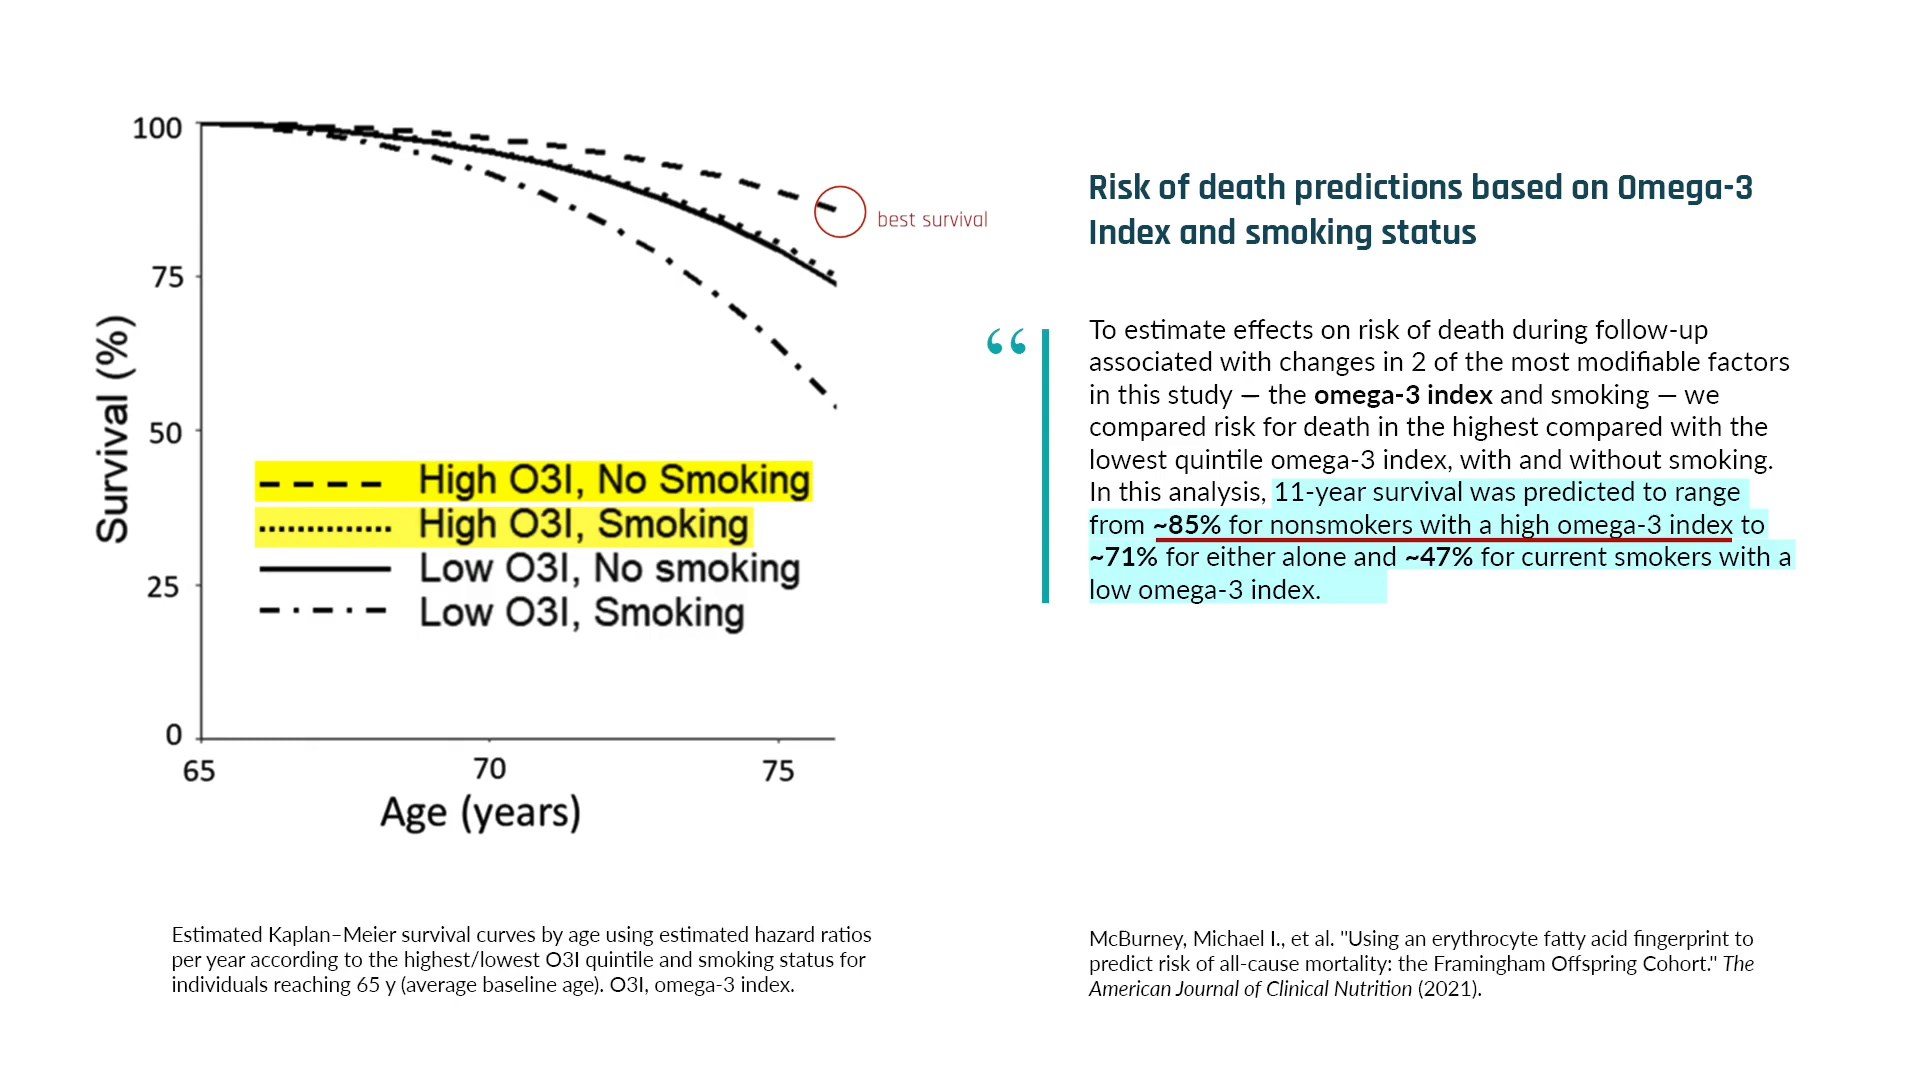 100
75
50
25
0
65
70
75
Survival (%)
Age (years)
best survival
High O3I, No Smoking
High O3I, Smoking
Low O3I, No smoking
Low O3I, Smoking
Estimated Kaplan–Meier survival curves by age using estimated hazard ratios
per year according to the highest/lowest O3I quintile and smoking status for
individuals reaching 65 y (average baseline age). O3I, omega-3 index.
Risk of death predictions based on Omega-3
Index and smoking status
“
To estimate effects on risk of death during follow-up
associated with changes in 2 of the most modifiable factors
in this study — the omega-3 index and smoking — we
compared risk for death in the highest compared with the
lowest quintile omega-3 index, with and without smoking.
In this analysis, 11-year survival was predicted to range
from ~85% for nonsmokers with a high omega-3 index to
~71% for either alone and ~47% for current smokers with a
low omega-3 index.
McBurney, Michael I., et al. "Using an erythrocyte fatty acid fingerprint to
predict risk of all-cause mortality: the Framingham Offspring Cohort." The
American Journal of Clinical Nutrition (2021).